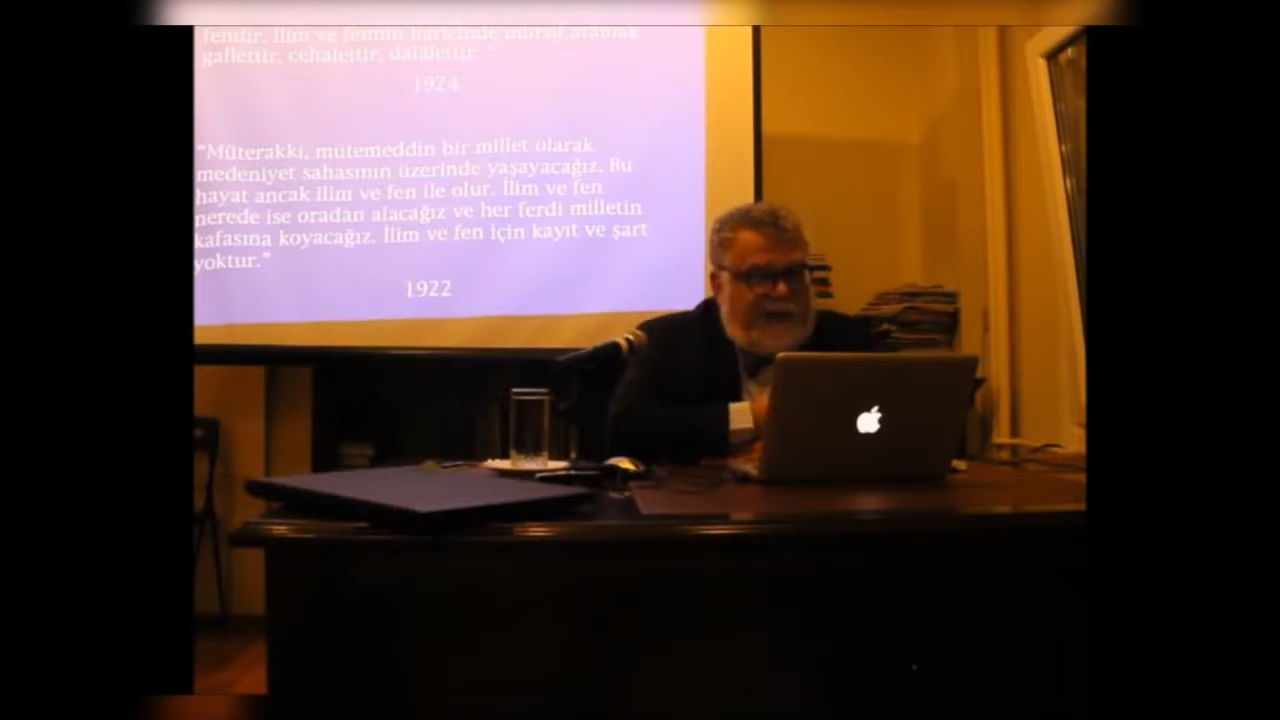 fendir. İlim ve fennin haricinde mürşit aramak
gaflettir, cehalettir, dalalettir."
1924
"Müterakki, mütemeddin bir millet olarak
medeniyet sahasının üzerinde yaşayacağız. Bu
hayat ancak ilim ve fen ile olur. İlim ve fen
nerede ise oradan alacağız ve her ferdi milletin
kafasına koyacağız. İlim ve fen için kayıt ve şart
yoktur."
1922